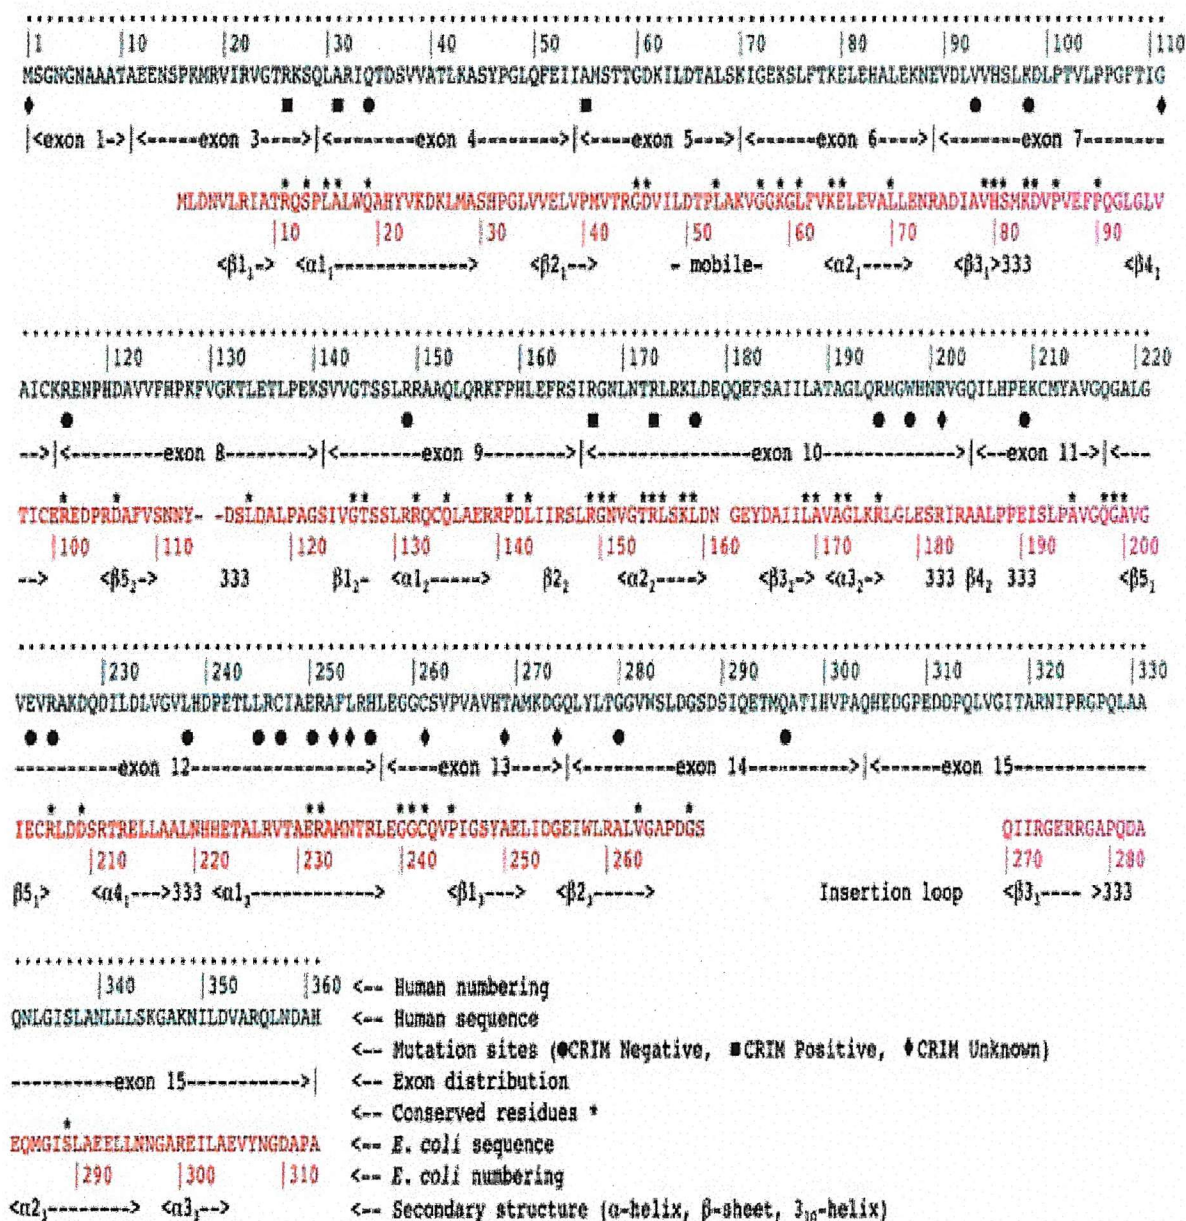 |1 |10 |20 |30 |40 |50 |60 |70 |80 |90 |100 |110
MSGNGNAAATAEENSPKMRVIRVGTRKSQLARIQTDSVVATLKASYPGLQFEIIAMSTTGDKILDTALSKIGEKSLFTKELEHALEKNEVDLVVHSLKDLPTVLPPGFTIG
♦ ■ ■ ● ■ ● ● ♦
|<exon 1->|<-----exon 3----->|<-----------exon 4--------->|<----exon 5----->|<-----exon 6------>|<--------exon 7--------
* * ** * ** * * * * ** * *** ** * *
MLDNVLRIATRQSPLALWQAHYVKDKLMASHPGLVVELVPMVTRGDVILDTPLAKVGGKGLFVKELEVALLENRADIAVHSMKDVPVEFPQGLGLV
|10 |20 |30 |40 |50 |60 |70 |80 |90
<β1₁-> <α1₁-------------> <β2₁--> - mobile- <α2₁----> <β3₁>333 <β4₁
|120 |130 |140 |150 |160 |170 |180 |190 |200 |210 |220
AICKRENPHDAVVFHPKFVGKTLETLPEKSVVGTSSLRRAAQLQRKFPHLEFRSIRGNLNTRLRKLDEQQEFSAIILATAGLQRMGWHNRVGQILHPEKCMYAVGQGALG
● ● ■ ■ ● ● ● ♦ ●
-->|<---------exon 8-------->|<--------exon 9-------->|<---------------exon 10------------->|<--exon 11->|<---
* * * ** * * * * *** **** ** ** ** * * ***
TICEREDPRDAFVSNNY- -DSLDALPAGSIVGTSSLRRQCQLAERRPDLIIRSLRGNVGTRLSKLDN GEYDAIILAVAGLKRLGLESRIRAALPPEISLPAVGQGAVG
|100 |110 |120 |130 |140 |150 |160 |170 |180 |190 |200
--> <β5₂-> 333 β1₂- <α1₂-----> β2₂ <α2₂-----> <β3₂-> <α3₂--> 333 β4₂ 333 <β5₁
|230 |240 |250 |260 |270 |280 |290 |300 |310 |320 |330
VEVRAKDQDILDLVGVLHDPETLLRCIAERAFLRHLEGGCSVPVAVHTAMKDGQLYLTGGVWSLDGSDSIQETMQATIHVPAQHEDGPEDDPQLVGITARNIPRGPQLAA
● ● ● ● ● ● ♦ ♦ ● ♦ ♦ ♦ ● ●
----------exon 12----------------->|<----exon 13---->|<---------exon 14--------->|<-----------exon 15-------------
* * ** *** * * *
IECRLDDSRTRELLAALNHHETALRVTAERAMNTRLEGGCQVPIGSYAELIDGEIWLRALVGAPDGS QIIRGERRGAPQDA
|210 |220 |230 |240 |250 |260 |270 |280
β5₁> <α4₁--->333 <α1₃------------> <β1₃---> <β2₃-----> Insertion loop <β3₃---- >333
|340 |350 |360 <-- Human numbering
QNLGISLANLLLSKGAKNILDVARQLNDAH <-- Human sequence
<-- Mutation sites (●CRIM Negative, ■CRIM Positive, ♦CRIM Unknown)
----------exon 15----------->| <-- Exon distribution
* <-- Conserved residues *
EQMGISLAEELLNNGAREILAEVYNGDAPA <-- E. coli sequence
|290 |300 |310 <-- E. coli numbering
<α2₃--------> <α3₃--> <-- Secondary structure (α-helix, β-sheet, 3₁₀-helix)